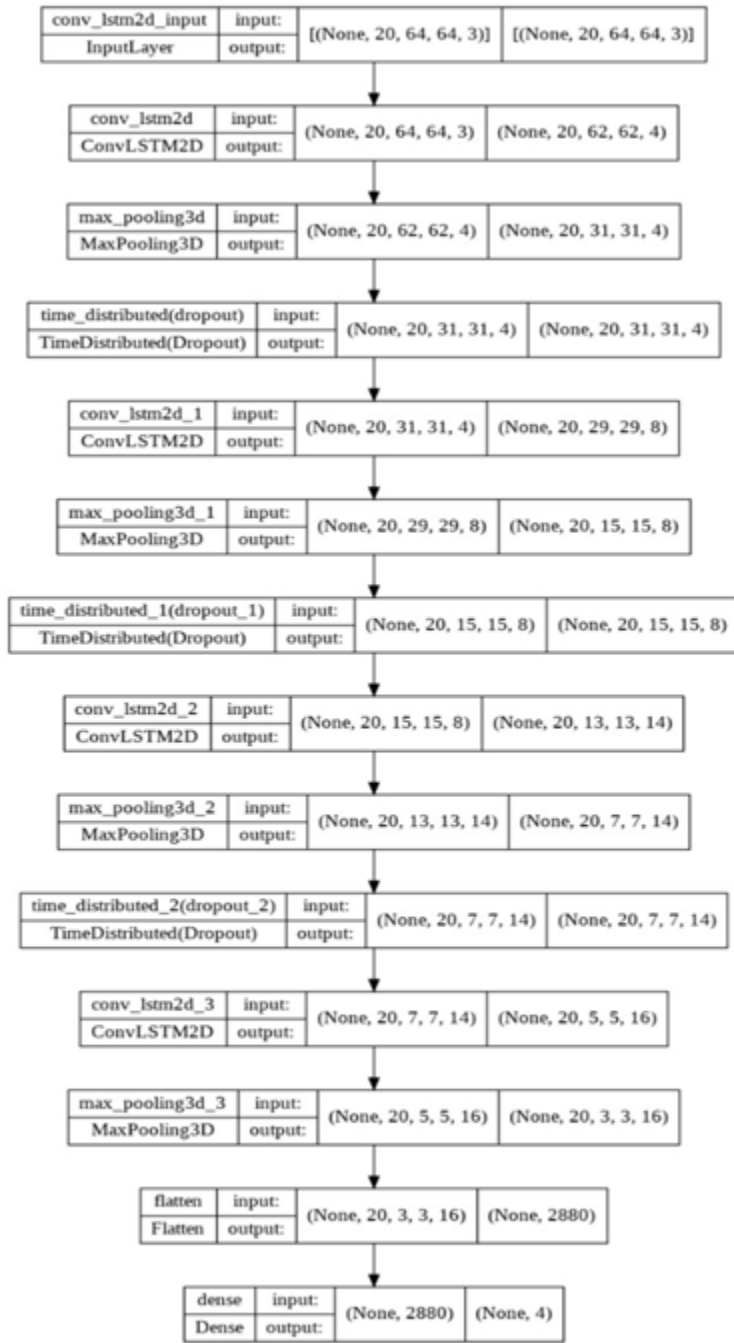 conv_lstm2d_input input: [(None, 20, 64, 64, 3)] [(None, 20, 64, 64, 3)]
InputLayer output:
conv_lstm2d input: (None, 20, 64, 64, 3) (None, 20, 62, 62, 4)
ConvLSTM2D output:
max_pooling3d input: (None, 20, 62, 62, 4) (None, 20, 31, 31, 4)
MaxPooling3D output:
time_distributed(dropout) input: (None, 20, 31, 31, 4) (None, 20, 31, 31, 4)
TimeDistributed(Dropout) output:
conv_lstm2d_1 input: (None, 20, 31, 31, 4) (None, 20, 29, 29, 8)
ConvLSTM2D output:
max_pooling3d_1 input: (None, 20, 29, 29, 8) (None, 20, 15, 15, 8)
MaxPooling3D output:
time_distributed_1(dropout_1) input: (None, 20, 15, 15, 8) (None, 20, 15, 15, 8)
TimeDistributed(Dropout) output:
conv_lstm2d_2 input: (None, 20, 15, 15, 8) (None, 20, 13, 13, 14)
ConvLSTM2D output:
max_pooling3d_2 input: (None, 20, 13, 13, 14) (None, 20, 7, 7, 14)
MaxPooling3D output:
time_distributed_2(dropout_2) input: (None, 20, 7, 7, 14) (None, 20, 7, 7, 14)
TimeDistributed(Dropout) output:
conv_lstm2d_3 input: (None, 20, 7, 7, 14) (None, 20, 5, 5, 16)
ConvLSTM2D output:
max_pooling3d_3 input: (None, 20, 5, 5, 16) (None, 20, 3, 3, 16)
MaxPooling3D output:
flatten input: (None, 20, 3, 3, 16) (None, 2880)
Flatten output:
dense input: (None, 2880) (None, 4)
Dense output: